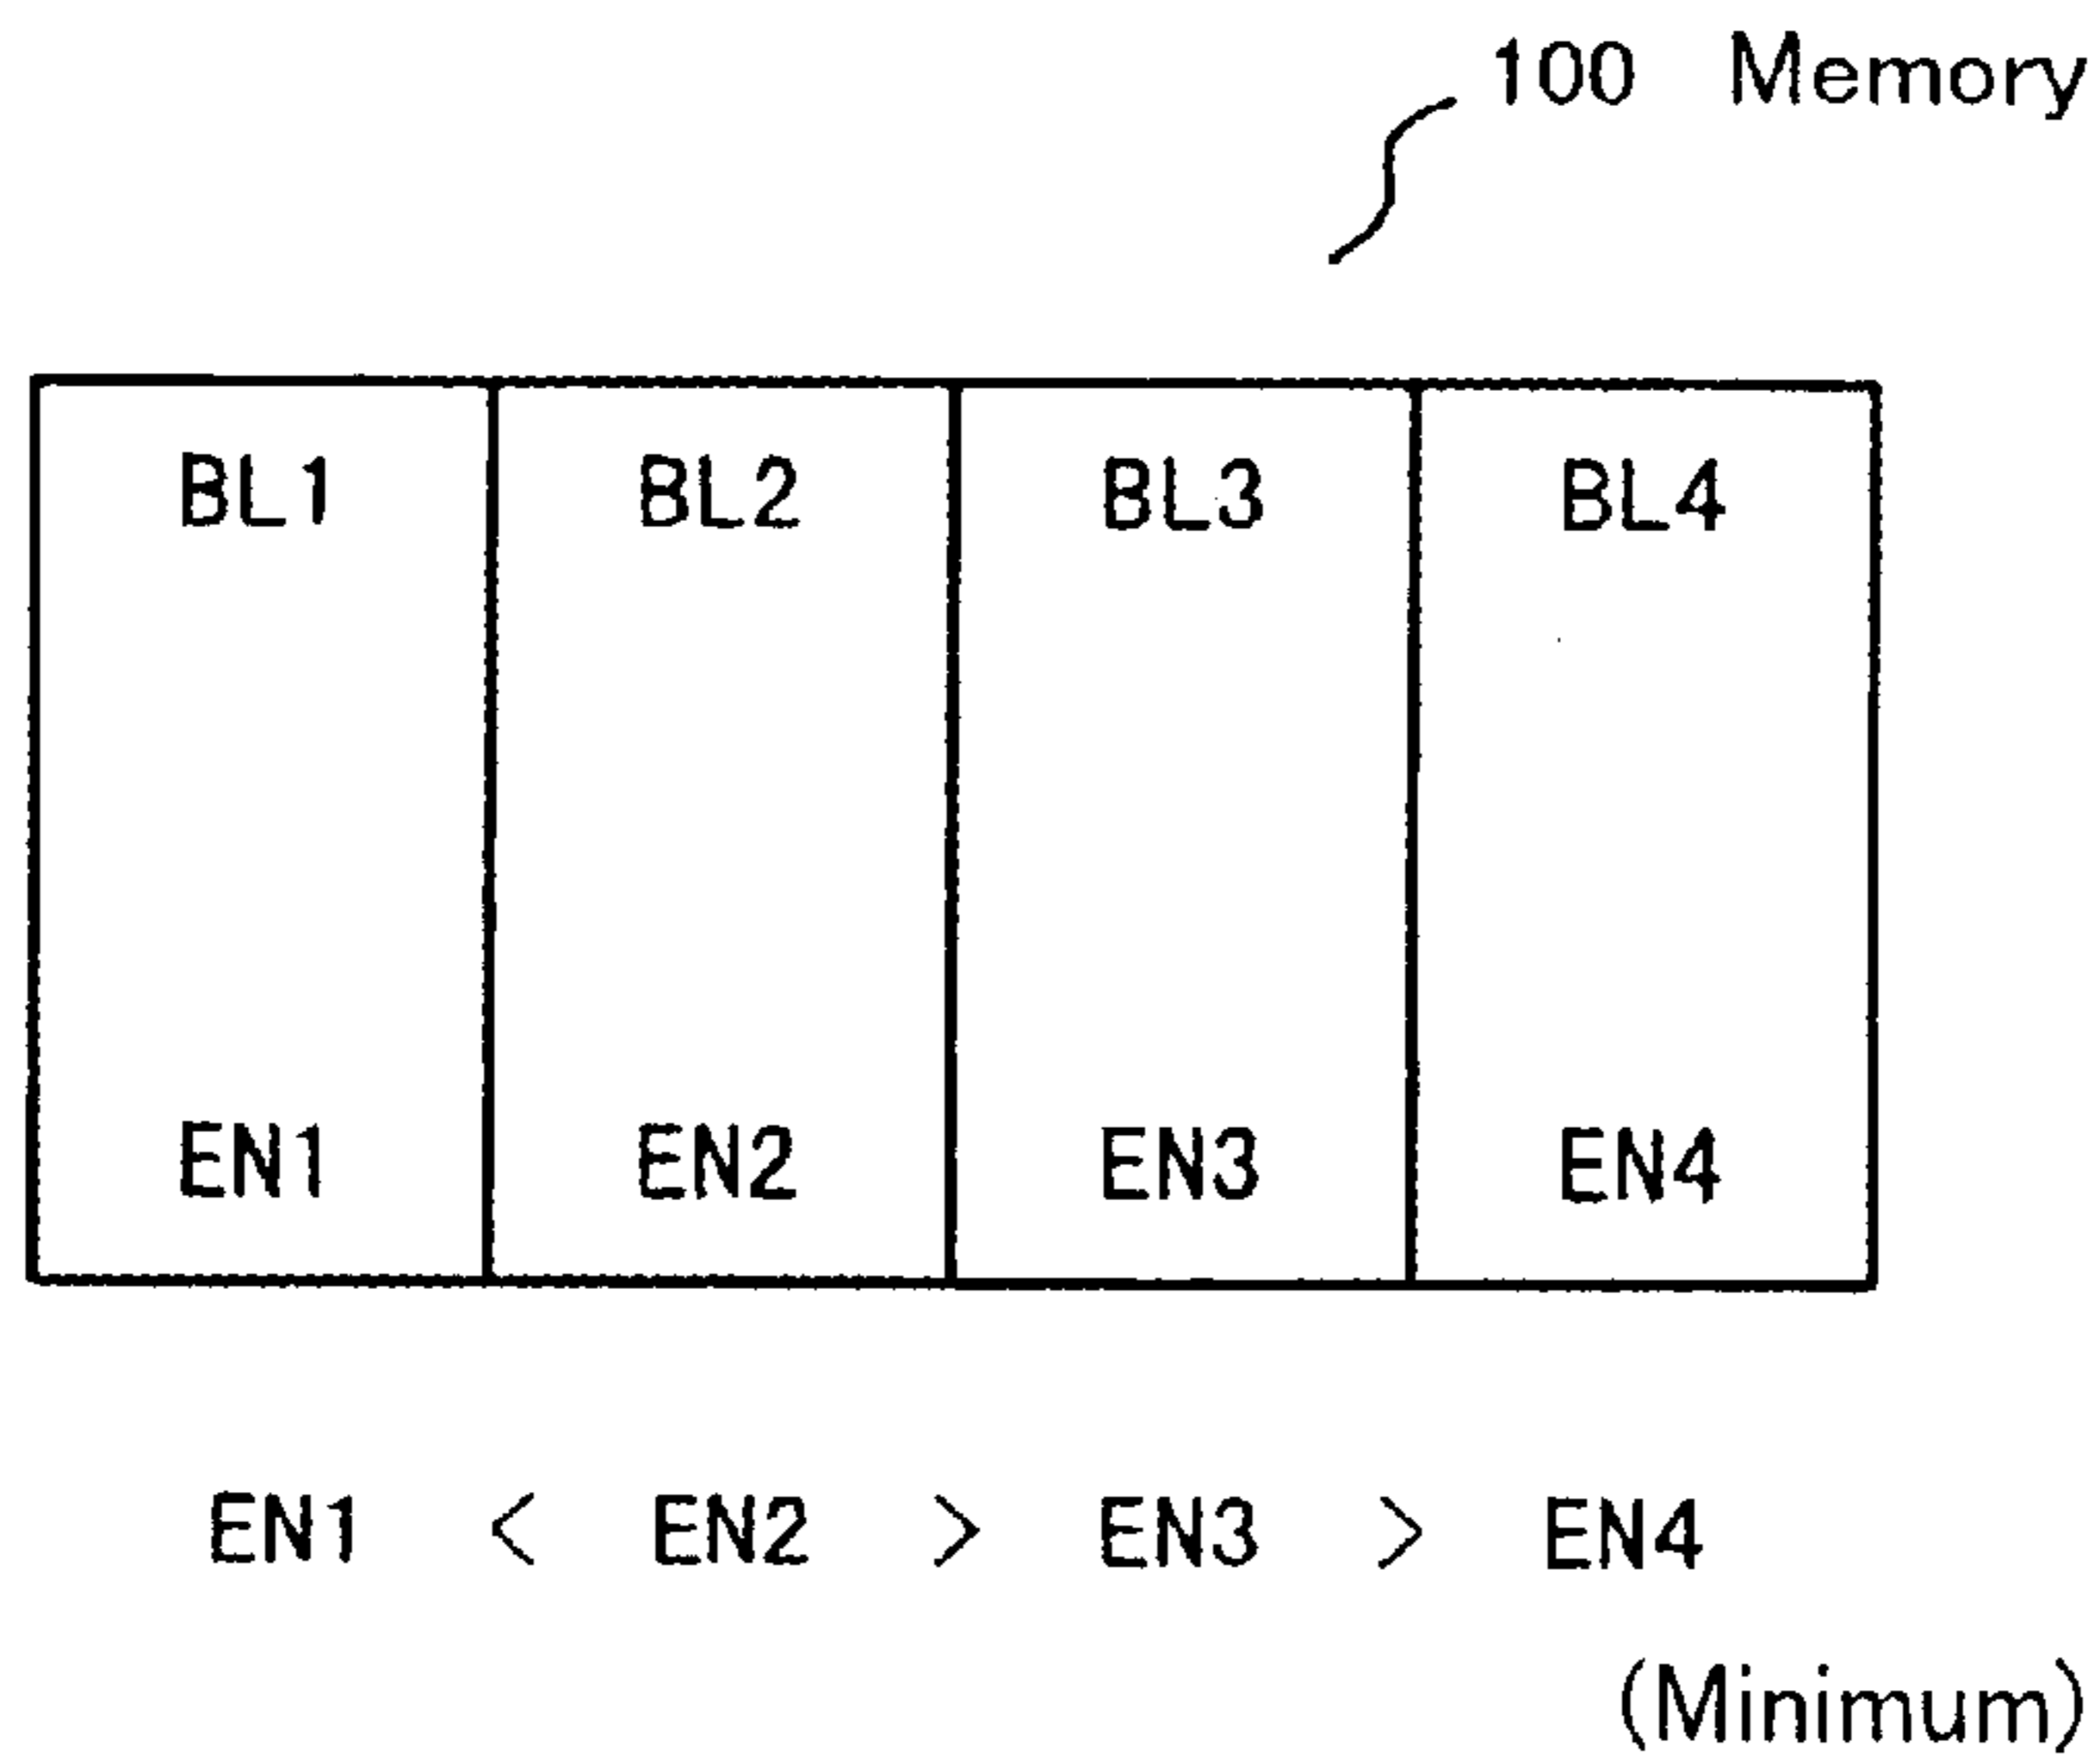 100 Memory
BL1 BL2 BL3 BL4
EN1 EN2 EN3 EN4
EN1 < EN2 > EN3 > EN4
(Minimum)